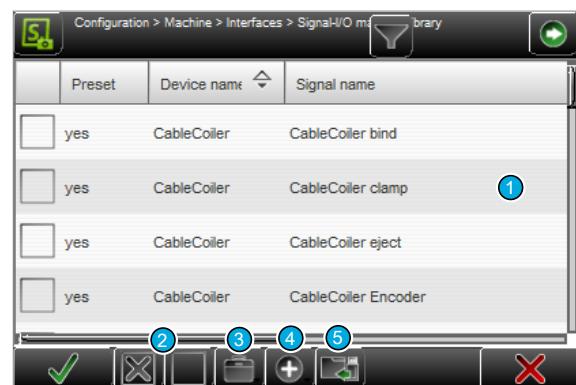 Configuration > Machine > Interfaces > Signal-I/O m brary
Preset Device name Signal name
yes CableCoiler CableCoiler bind
yes CableCoiler CableCoiler clamp 1
yes CableCoiler CableCoiler eject
yes CableCoiler CableCoiler Encoder
2 3 4 5